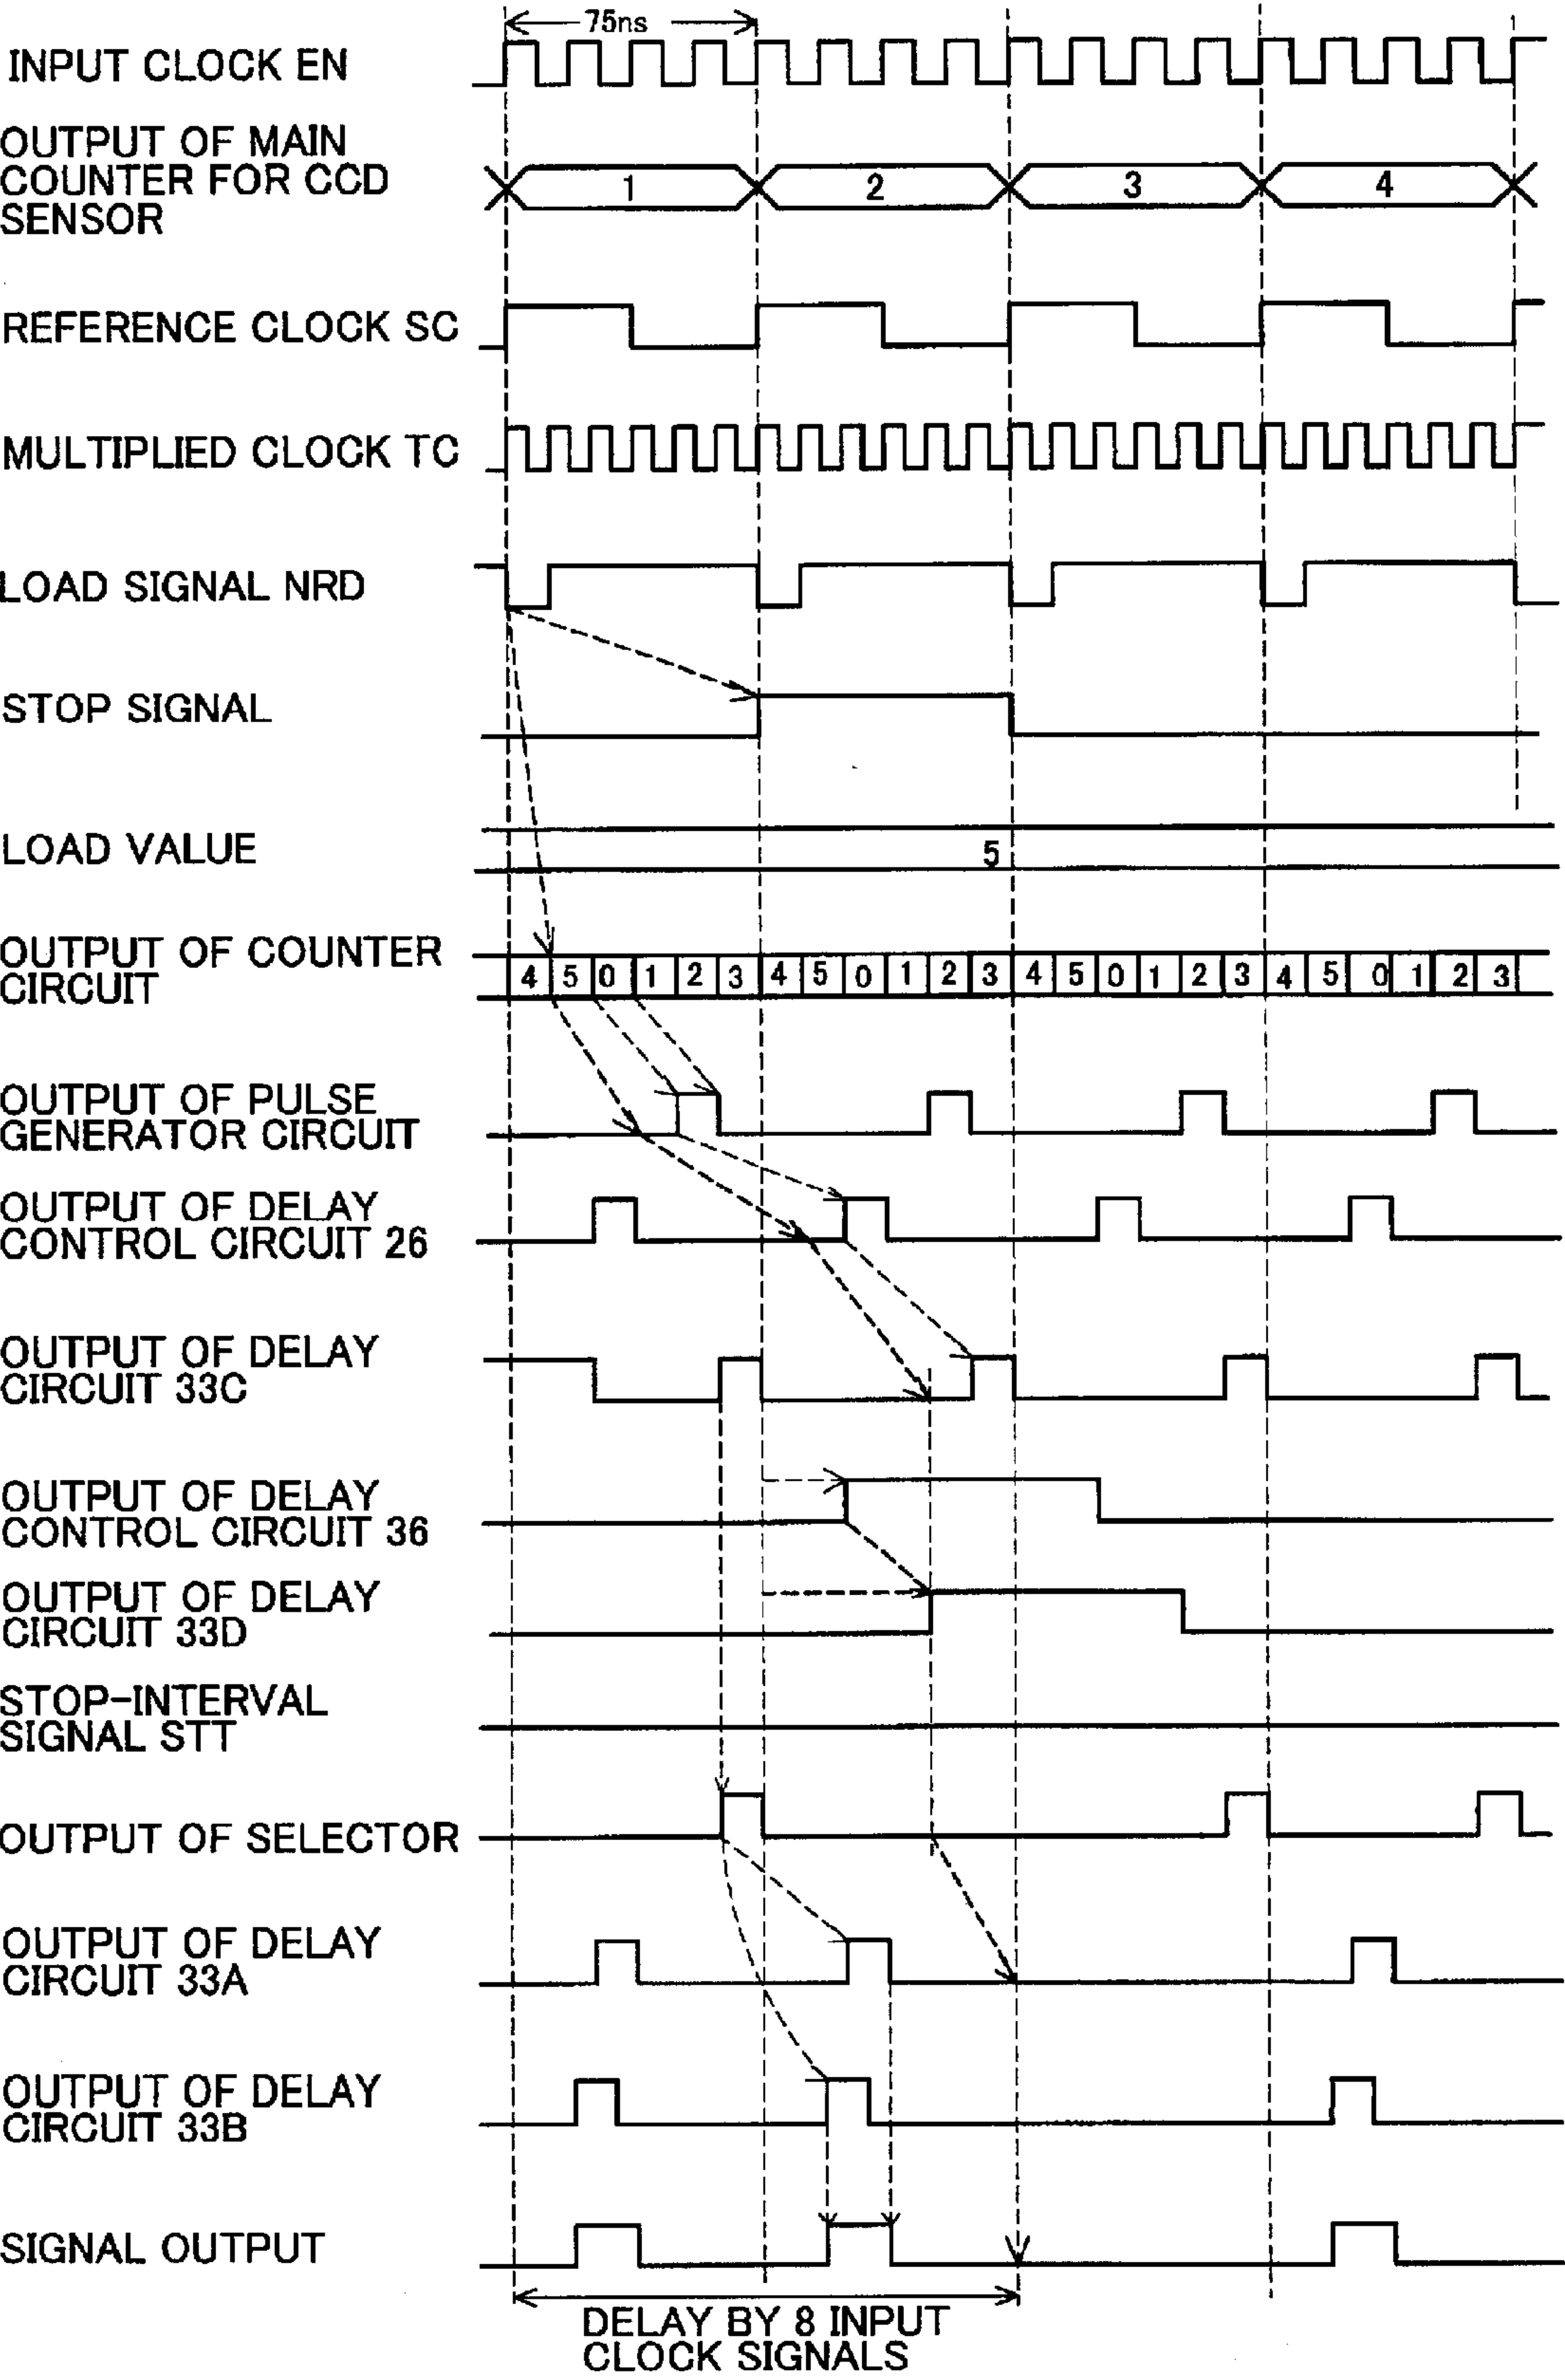 75ns
INPUT CLOCK EN
OUTPUT OF MAIN
COUNTER FOR CCD
SENSOR
1 2 3 4
REFERENCE CLOCK SC
MULTIPLIED CLOCK TC
LOAD SIGNAL NRD
STOP SIGNAL
LOAD VALUE
5
OUTPUT OF COUNTER
CIRCUIT
4 5 0 1 2 3 4 5 0 1 2 3 4 5 0 1 2 3 4 5 0 1 2 3
OUTPUT OF PULSE
GENERATOR CIRCUIT
OUTPUT OF DELAY
CONTROL CIRCUIT 26
OUTPUT OF DELAY
CIRCUIT 33C
OUTPUT OF DELAY
CONTROL CIRCUIT 36
OUTPUT OF DELAY
CIRCUIT 33D
STOP-INTERVAL
SIGNAL STT
OUTPUT OF SELECTOR
OUTPUT OF DELAY
CIRCUIT 33A
OUTPUT OF DELAY
CIRCUIT 33B
SIGNAL OUTPUT
DELAY BY 8 INPUT
CLOCK SIGNALS